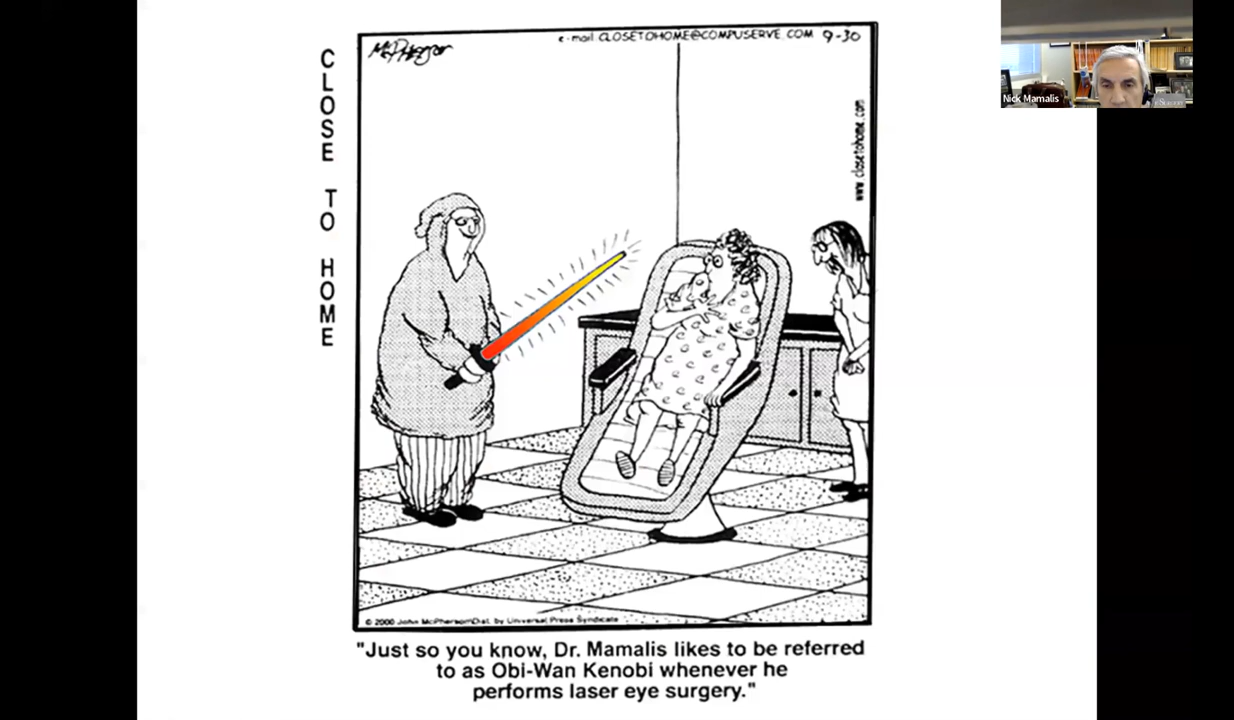 CLOSE TO HOME
e-mail CLOSETOHOME@COMPUSERVE.COM 9-30
McPherson
www.closetohome.com
Nick Mamalis
© 2000 John McPherson/Dist. by Universal Press Syndicate
"Just so you know, Dr. Mamalis likes to be referred
to as Obi-Wan Kenobi whenever he
performs laser eye surgery."